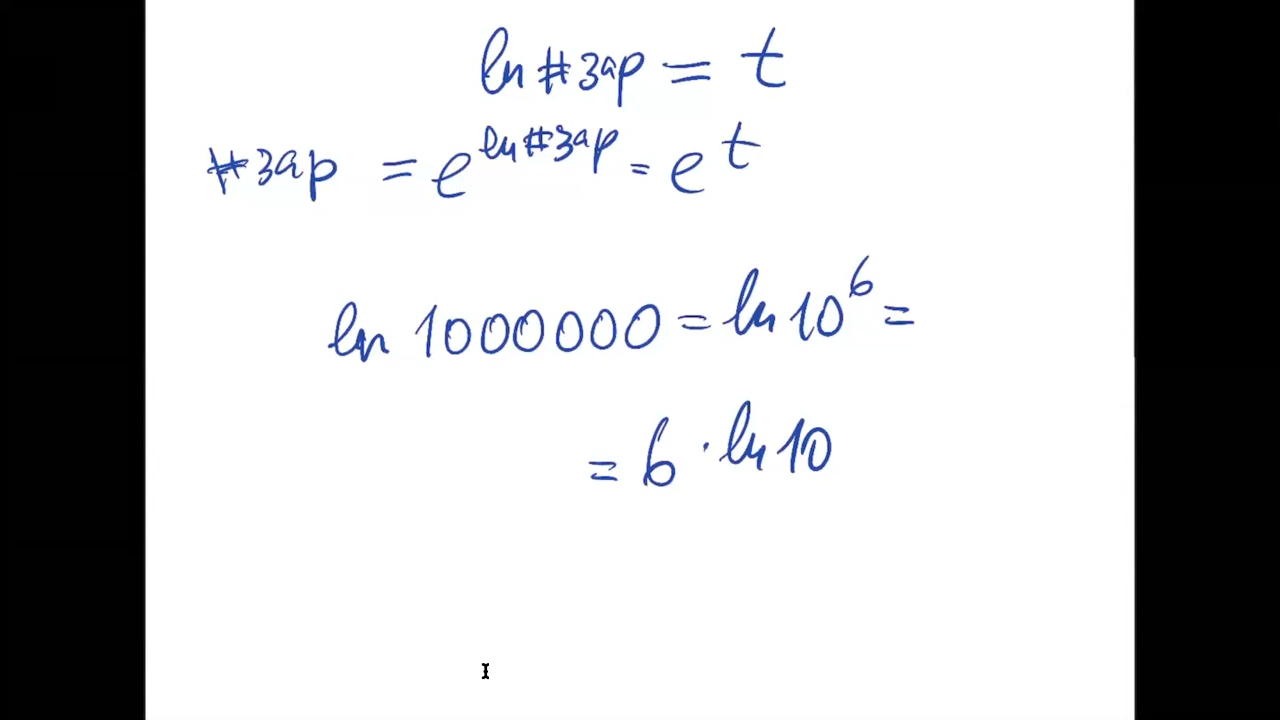 ln #зар = t
#зар = e^{ln #зар} = e^t
ln 1000000 = ln 10^6 =
= 6 · ln 10